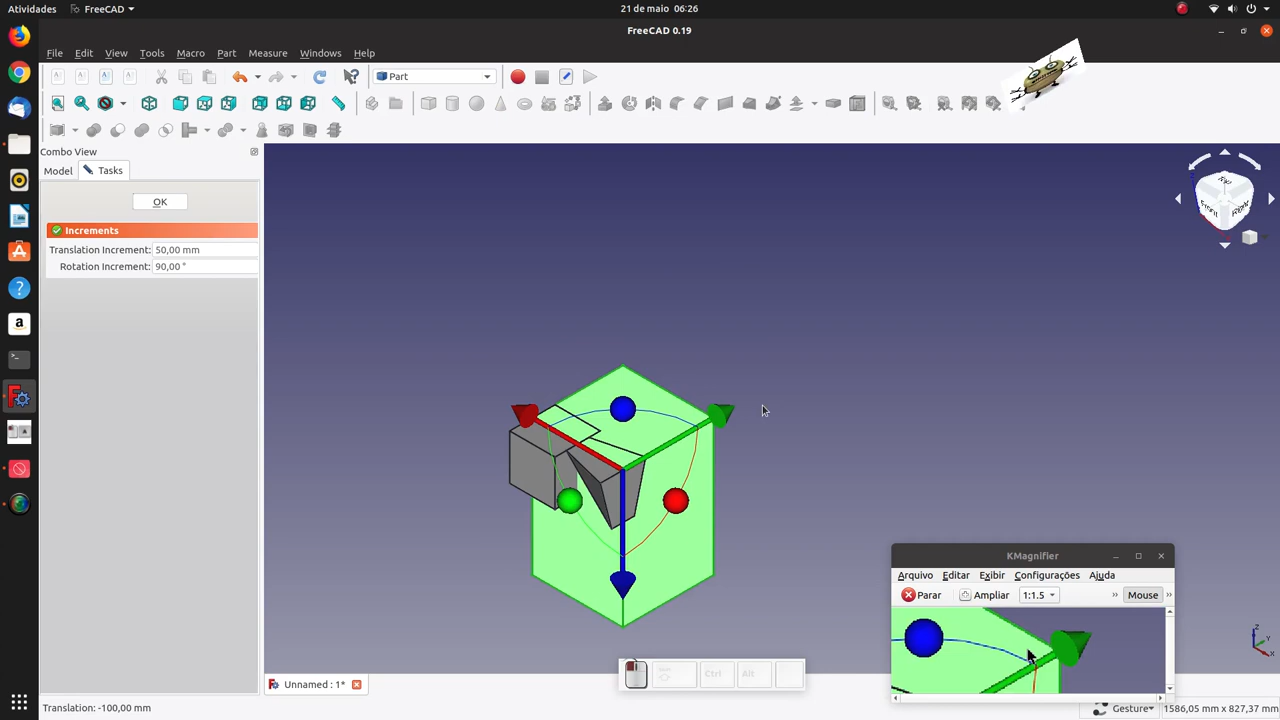 Atividades
FreeCAD
21 de maio 06:26
FreeCAD 0.19
File Edit View Tools Macro Part Measure Windows Help
Part
Combo View
Model Tasks
OK
Increments
Translation Increment: 50,00 mm
Rotation Increment: 90,00 °
FRONT RIGHT
KMagnifier
Arquivo Editar Exibir Configurações Ajuda
Parar Ampliar 1:1.5 » Mouse »
Ctrl Alt
Z
Y
X
Unnamed : 1*
Translation: -100,00 mm
Gesture
1586,05 mm x 827,37 mm